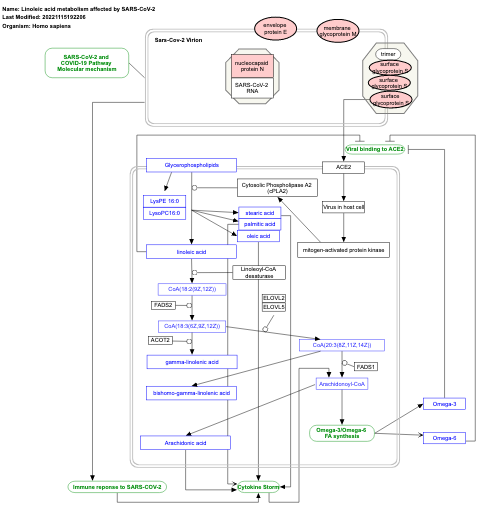 Name: Linoleic acid metabolism affected by SARS-CoV-2
Last Modified: 20221115192206
Organism: Homo sapiens
envelope
protein E
membrane
glycoprotein M
Sars-Cov-2 Virion
SARS-CoV-2 and
COVID-19 Pathway
Molecular mechanism
nucleocapsid
protein N
SARS-CoV-2
RNA
trimer
surface
glycoprotein S
surface
glycoprotein S
surface
glycoprotein S
Viral binding to ACE2
Glycerophospholipids
ACE2
Cytosolic Phospholipase A2
(cPLA2)
LysPE 16:0
LysoPC16:0
stearic acid
palmitic acid
oleic acid
Virus in host cell
linoleic acid
mitogen-activated protein kinase
Linoleoyl-CoA
desaturase
CoA(18:2(9Z,12Z))
FADS2
ELOVL2
ELOVL5
CoA(18:3(6Z,9Z,12Z))
ACOT2
CoA(20:3(8Z,11Z,14Z))
gamma-linolenic acid
FADS1
Arachidonoyl-CoA
bishomo-gamma-linolenic acid
Omega-3
Omega-3/Omega-6
FA synthesis
Omega-6
Arachidonic acid
Immune reponse to SARS-COV-2
Cytokine Storm